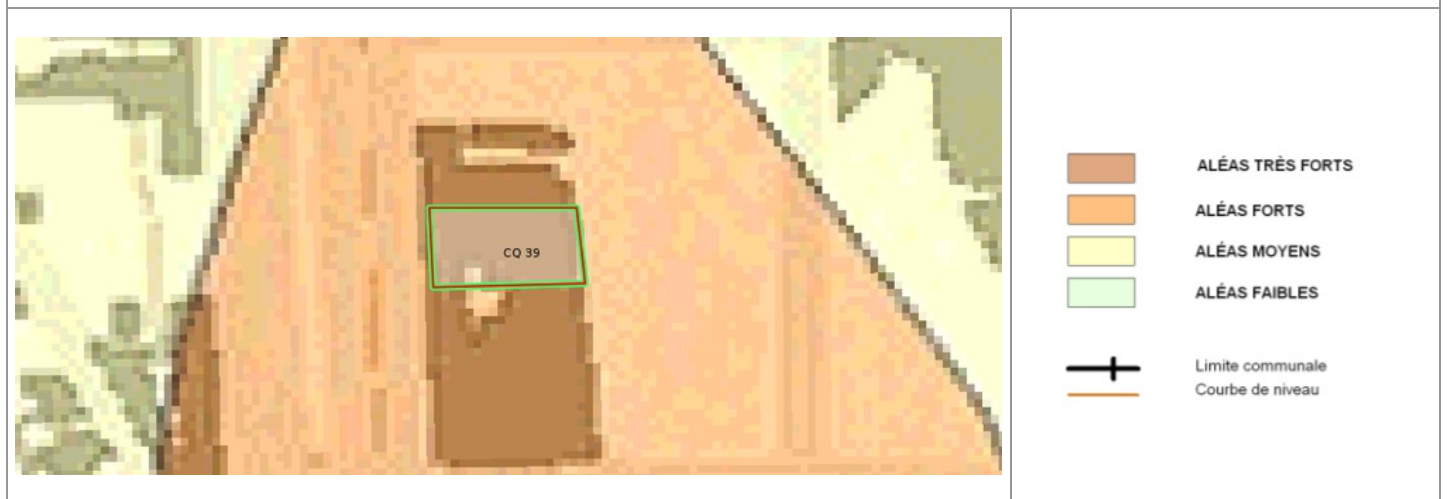 CQ 39
ALÉAS TRÈS FORTS
ALÉAS FORTS
ALÉAS MOYENS
ALÉAS FAIBLES
Limite communale
Courbe de niveau